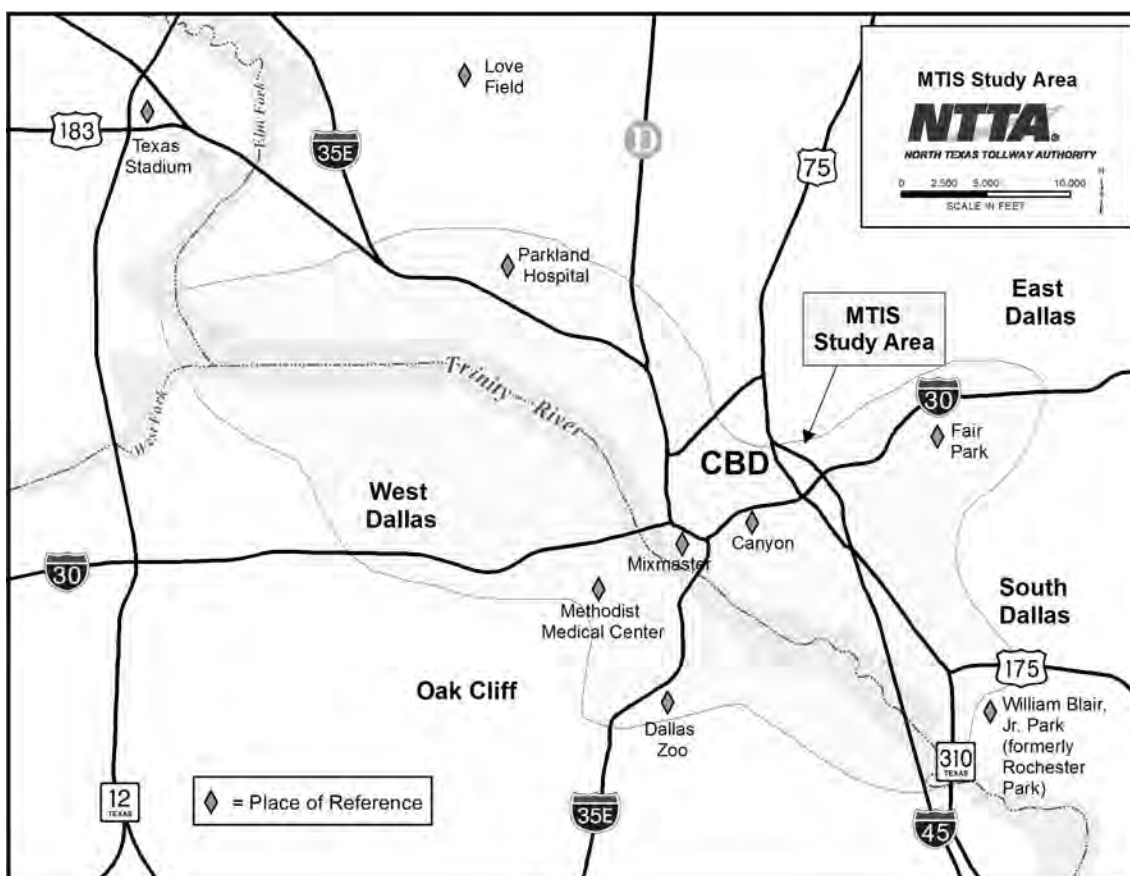 MTIS Study Area
NTTA®
NORTH TEXAS TOLLWAY AUTHORITY
0 2,500 5,000 10,000
SCALE IN FEET
N
Love
Field
Elm Fork
183
Texas
Stadium
35E
75
Parkland
Hospital
East
Dallas
MTIS
Study Area
Trinity River
West Fork
30
Fair
Park
CBD
West
Dallas
Canyon
Mixmaster
30
Methodist
Medical Center
South
Dallas
175
Oak Cliff
William Blair,
Jr. Park
(formerly
Rochester
Park)
Dallas
Zoo
310
TEXAS
= Place of Reference
12
TEXAS
35E
45